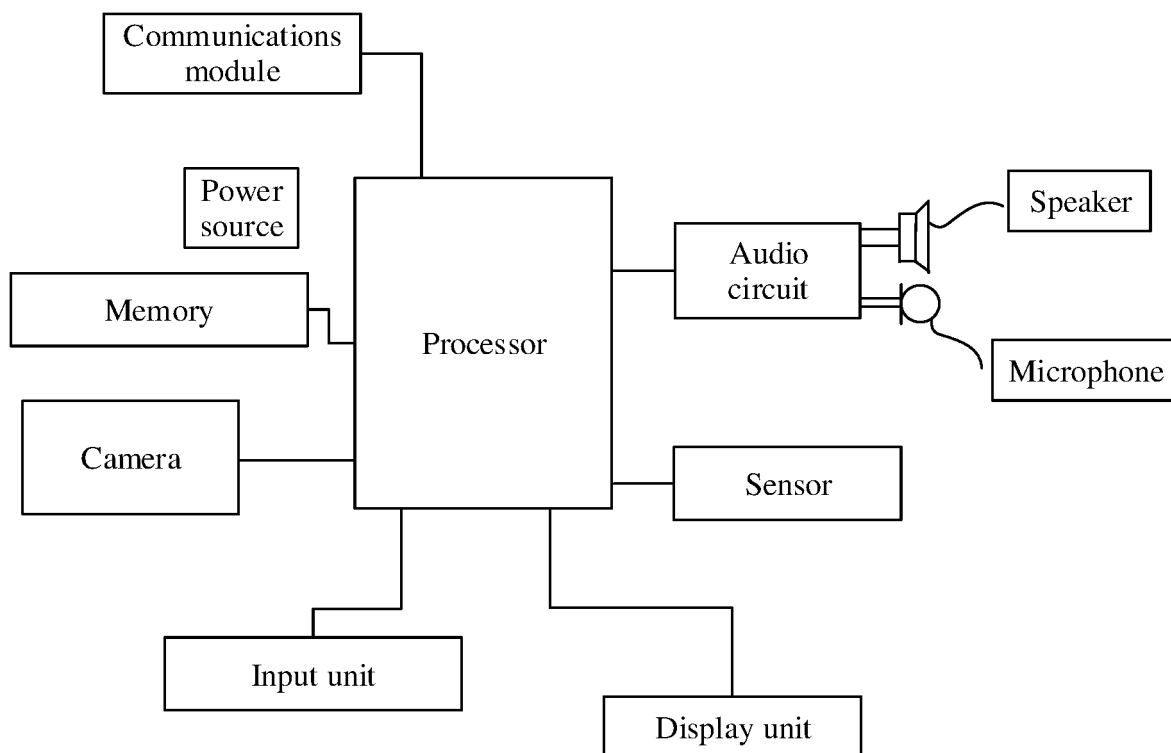 Communications
module
Power
source
Speaker
Audio
circuit
Memory
Processor
Microphone
Camera
Sensor
Input unit
Display unit